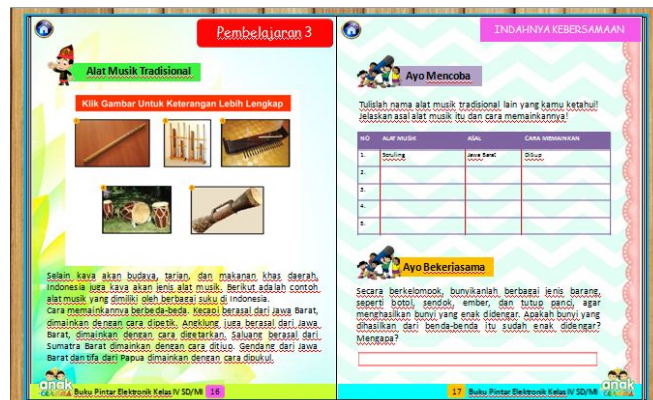 Pembelajaran 3
Alat Musik Tradisional
Klik Gambar Untuk Keterangan Lebih Lengkap
Selain kaya akan budaya, tarian, dan makanan khas daerah,
Indonesia juga kaya akan jenis alat musik. Berikut adalah contoh
alat musik yang dimiliki oleh berbagai suku di Indonesia.
Cara memainkannya berbeda-beda. Kecapi berasal dari Jawa Barat,
dimainkan dengan cara dipetik. Angklung juga berasal dari Jawa
Barat, dimainkan dengan cara digetarkan. Saluang berasal dari
Sumatra Barat dimainkan dengan cara ditiup. Gendang dari Jawa
Barat dan tifa dari Papua dimainkan dengan cara dipukul.
anak
CERDAS
Buku Pintar Elektronik Kelas IV SD/MI 16
INDAHNYA KEBERSAMAAN
Ayo Mencoba
Tulislah nama alat musik tradisional lain yang kamu ketahui!
Jelaskan asal alat musik itu dan cara memainkannya!
NO ALAT MUSIK ASAL CARA MEMAINKAN
1. Seruling Jawa Barat Ditiup
2.
3.
4.
5.
Ayo Bekerjasama
Secara berkelompok, bunyikanlah berbagai jenis barang,
seperti botol, sendok, ember, dan tutup panci, agar
menghasilkan bunyi yang enak didengar. Apakah bunyi yang
dihasilkan dari benda-benda itu sudah enak didengar?
Mengapa?
17 Buku Pintar Elektronik Kelas IV SD/MI
anak